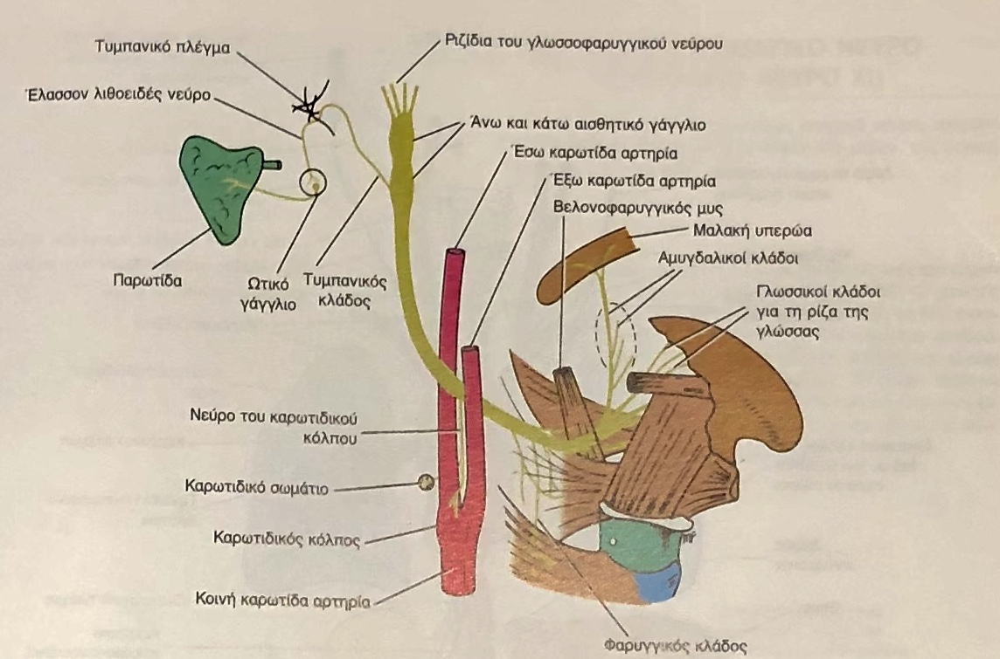 Τυμπανικό πλέγμα
Ριζίδια του γλωσσοφαρυγγικού νεύρου
Έλασσον λιθοειδές νεύρο
Άνω και κάτω αισθητικό γάγγλιο
Έσω καρωτίδα αρτηρία
Έξω καρωτίδα αρτηρία
Βελονοφαρυγγικός μυς
Μαλακή υπερώα
Αμυγδαλικοί κλάδοι
Παρωτίδα
Ωτικό
γάγγλιο
Τυμπανικός
κλάδος
Γλωσσικοί κλάδοι
για τη ρίζα της
γλώσσας
Νεύρο του καρωτιδικού
κόλπου
Καρωτιδικό σωμάτιο
Καρωτιδικός κόλπος
Κοινή καρωτίδα αρτηρία
Φαρυγγικός κλάδος